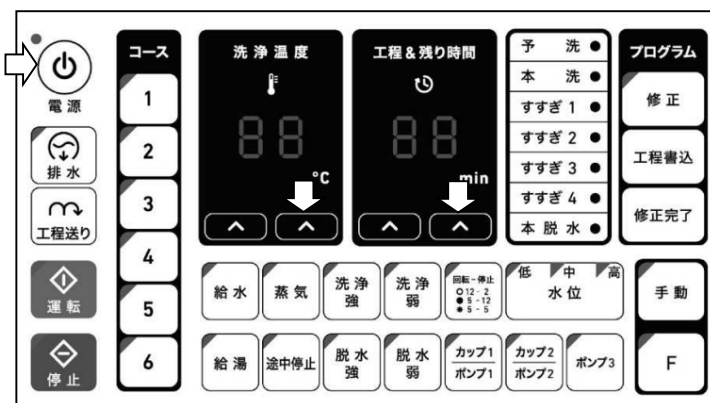 電源
排水
工程送り
運転
停止
コース
1
2
3
4
5
6
洗浄温度
88
°C
工程&残り時間
88
min
予洗
本洗
すすぎ1
すすぎ2
すすぎ3
すすぎ4
本脱水
プログラム
修正
工程書込
修正完了
給水
蒸気
洗浄
強
洗浄
弱
回転-停止
○12-2
●5-12
✹5-5
低 中 高
水位
手動
給湯
途中停止
脱水
強
脱水
弱
カップ1
ポンプ1
カップ2
ポンプ2
ポンプ3
F